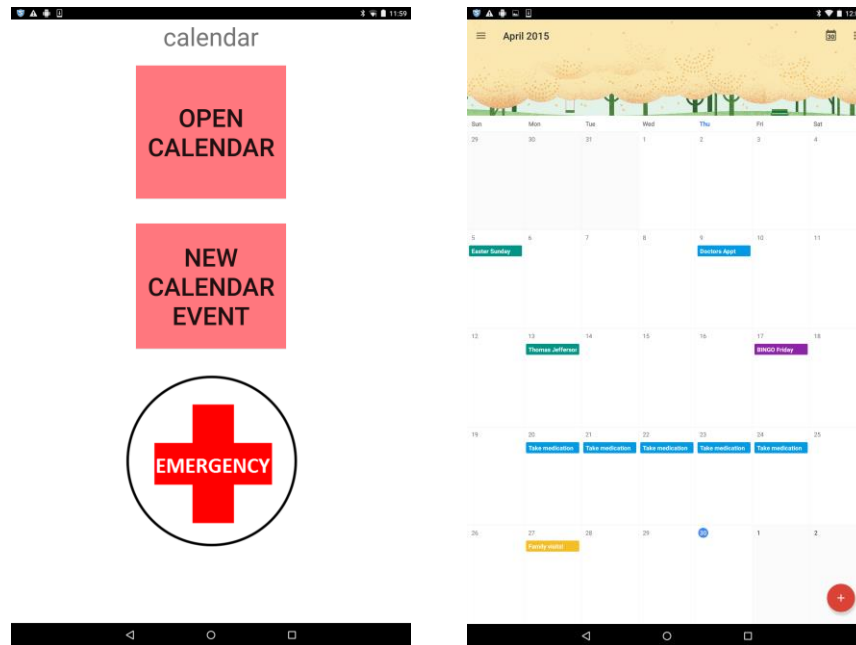 11:59
calendar
OPEN
CALENDAR
NEW
CALENDAR
EVENT
EMERGENCY
April 2015
30
Sun Mon Tue Wed Thu Fri Sat
29 30 31 1 2 3 4
5 6 7 8 9 10 11
Easter Sunday Doctors Appt
12 13 14 15 16 17 18
Thomas Jefferson BINGO Friday
19 20 21 22 23 24 25
Take medication Take medication Take medication Take medication Take medication
26 27 28 29 30 1 2
Family visits!